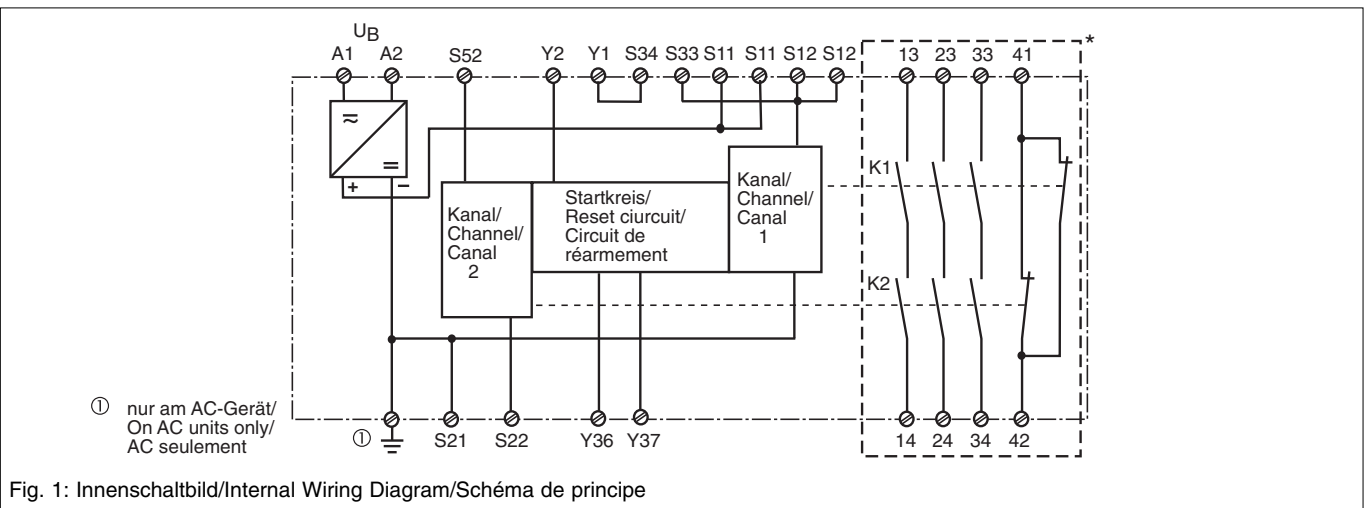 UB
A1 A2 S52 Y2 Y1 S34 S33 S11 S11 S12 S12 13 23 33 41 *
≂
=
+ −
Kanal/
Channel/
Canal
2
Startkreis/
Reset ciurcuit/
Circuit de
réarmement
Kanal/
Channel/
Canal
1
K1
K2
① nur am AC-Gerät/
On AC units only/
AC seulement
①
S21 S22 Y36 Y37 14 24 34 42
Fig. 1: Innenschaltbild/Internal Wiring Diagram/Schéma de principe